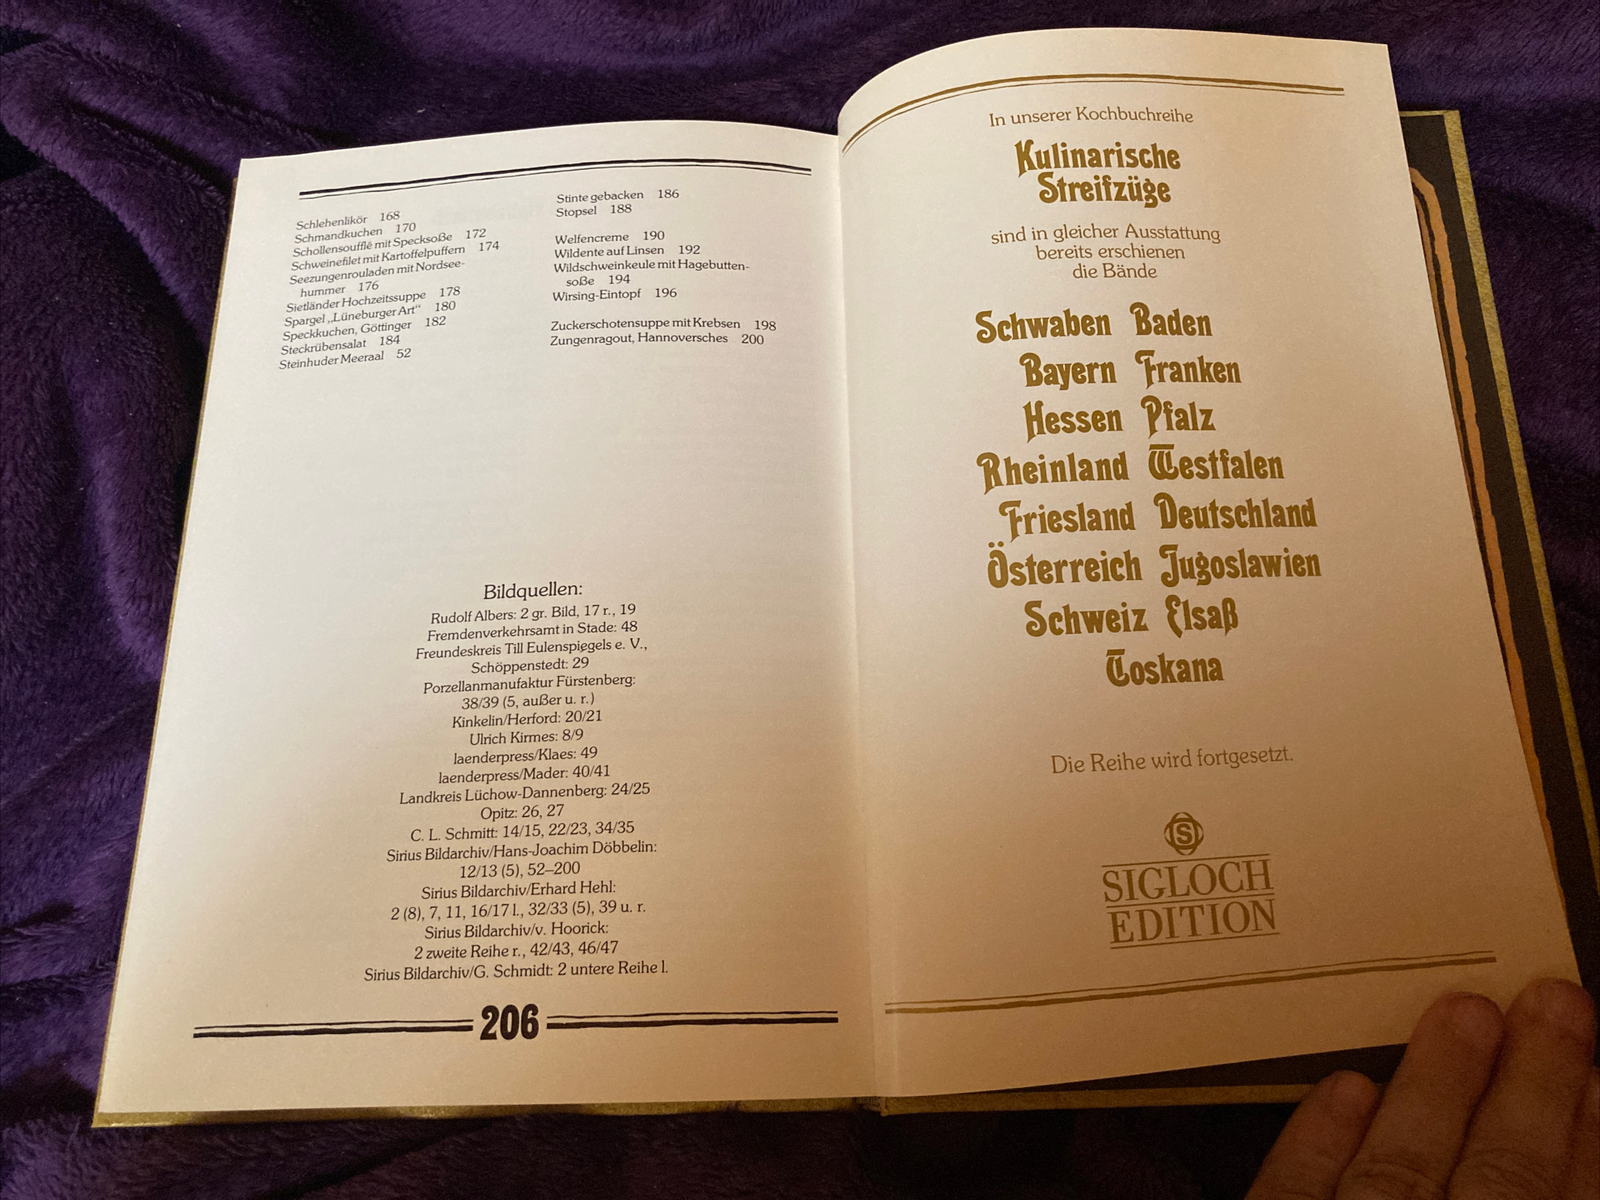 Schlehenlikör 168
Schmandkuchen 170
Schollensoufflé mit Specksoße 172
Schweinefilet mit Kartoffelpuffern 174
Seezungenrouladen mit Nordsee-
hummer 176
Sietländer Hochzeitssuppe 178
Spargel „Lüneburger Art“ 180
Speckkuchen, Göttinger 182
Steckrübensalat 184
Steinhuder Meeraal 52
Stinte gebacken 186
Stopsel 188
Welfencreme 190
Wildente auf Linsen 192
Wildschweinkeule mit Hagebutten-
soße 194
Wirsing-Eintopf 196
Zuckerschotensuppe mit Krebsen 198
Zungenragout, Hannoversches 200
Bildquellen:
Rudolf Albers: 2 gr. Bild, 17 r., 19
Fremdenverkehrsamt in Stade: 48
Freundeskreis Till Eulenspiegels e. V.,
Schöppenstedt: 29
Porzellanmanufaktur Fürstenberg:
38/39 (5, außer u. r.)
Kinkelin/Herford: 20/21
Ulrich Kirmes: 8/9
laenderpress/Klaes: 49
laenderpress/Mader: 40/41
Landkreis Lüchow-Dannenberg: 24/25
Opitz: 26, 27
C. L. Schmitt: 14/15, 22/23, 34/35
Sirius Bildarchiv/Hans-Joachim Döbbelin:
12/13 (5), 52–200
Sirius Bildarchiv/Erhard Hehl:
2 (8), 7, 11, 16/17 l., 32/33 (5), 39 u. r.
Sirius Bildarchiv/v. Hoorick:
2 zweite Reihe r., 42/43, 46/47
Sirius Bildarchiv/G. Schmidt: 2 untere Reihe l.
206
In unserer Kochbuchreihe
Kulinarische
Streifzüge
sind in gleicher Ausstattung
bereits erschienen
die Bände
Schwaben Baden
Bayern Franken
Hessen Pfalz
Rheinland Westfalen
Friesland Deutschland
Österreich Jugoslawien
Schweiz Elsaß
Toskana
Die Reihe wird fortgesetzt.
S
SIGLOCH
EDITION